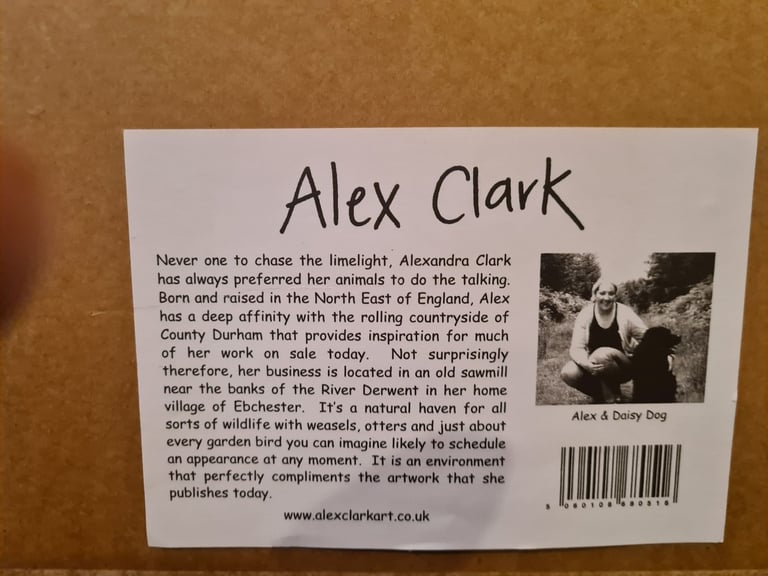 Alex Clark
Never one to chase the limelight, Alexandra Clark
has always preferred her animals to do the talking.
Born and raised in the North East of England, Alex
has a deep affinity with the rolling countryside of
County Durham that provides inspiration for much
of her work on sale today. Not surprisingly
therefore, her business is located in an old sawmill
near the banks of the River Derwent in her home
village of Ebchester. It's a natural haven for all
sorts of wildlife with weasels, otters and just about
every garden bird you can imagine likely to schedule
an appearance at any moment. It is an environment
that perfectly compliments the artwork that she
publishes today.
www.alexclarkart.co.uk
Alex & Daisy Dog
5 060108 680516